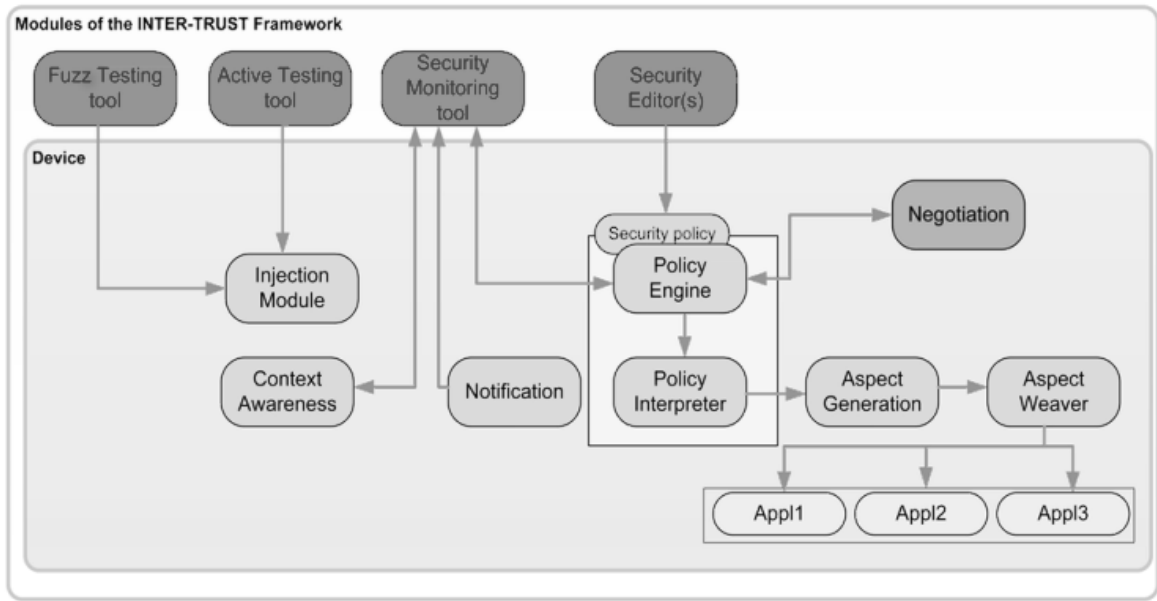 Modules of the INTER-TRUST Framework
Fuzz Testing
tool
Active Testing
tool
Security
Monitoring
tool
Security
Editor(s)
Device
Negotiation
Security policy
Policy
Engine
Injection
Module
Context
Awareness
Notification
Policy
Interpreter
Aspect
Generation
Aspect
Weaver
Appl1
Appl2
Appl3